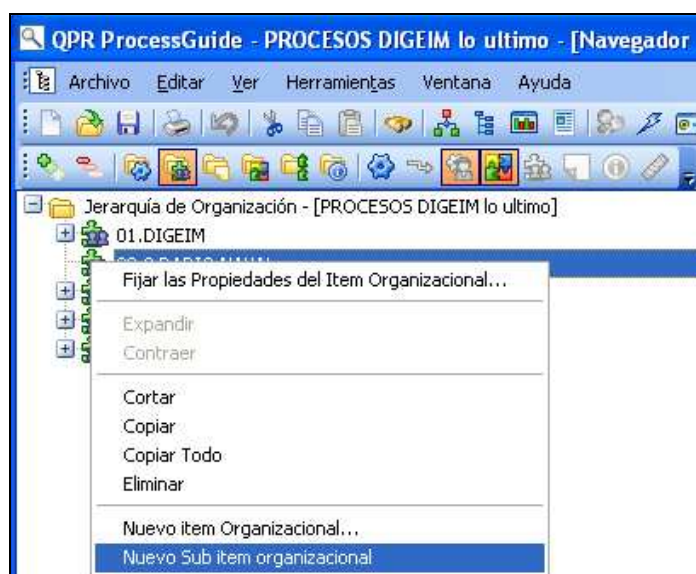 QPR ProcessGuide - PROCESOS DIGEIM lo ultimo - [Navegador
Archivo Editar Ver Herramientas Ventana Ayuda
Jerarquía de Organización - [PROCESOS DIGEIM lo ultimo]
01.DIGEIM
Fijar las Propiedades del Item Organizacional...
Expandir
Contraer
Cortar
Copiar
Copiar Todo
Eliminar
Nuevo item Organizacional...
Nuevo Sub item organizacional